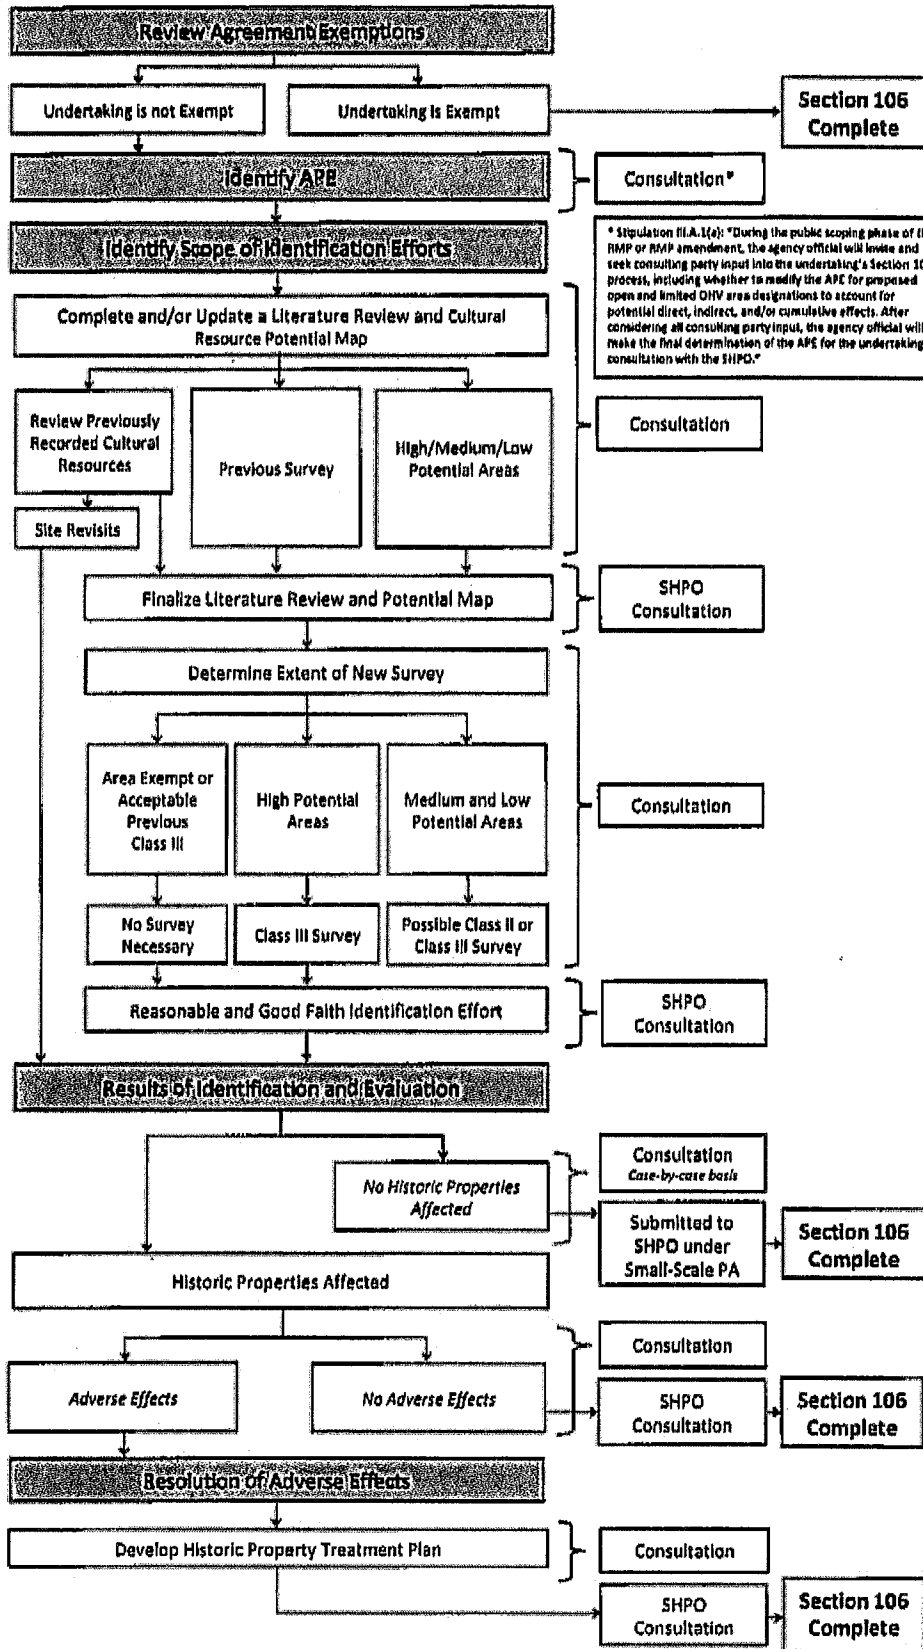 Review Agreement Exemptions
Undertaking is not Exempt
Undertaking is Exempt
Section 106
Complete
Identify APE
Consultation*
Identify Scope of Identification Efforts
* Stipulation III.A.1(a): "During the public scoping phase of
RMP or RMP amendment, the agency official will invite and
seek consulting party input into the undertaking's Section
process, including whether to modify the APE for proposed
open and limited OHV area designations to account for
potential direct, indirect, and/or cumulative effects. After
considering all consulting party input, the agency official will
make the final determination of the APE for the undertaking
consultation with the SHPO."
Complete and/or Update a Literature Review and Cultural
Resource Potential Map
Review Previously
Recorded Cultural
Resources
Previous Survey
High/Medium/Low
Potential Areas
Consultation
Site Revisits
Finalize Literature Review and Potential Map
SHPO
Consultation
Determine Extent of New Survey
Area Exempt or
Acceptable
Previous
Class III
High Potential
Areas
Medium and Low
Potential Areas
Consultation
No Survey
Necessary
Class III Survey
Possible Class II or
Class III Survey
Reasonable and Good Faith Identification Effort
SHPO
Consultation
Results of Identification and Evaluation
No Historic Properties
Affected
Consultation
Case-by-case basis
Submitted to
SHPO under
Small-Scale PA
Section 106
Complete
Historic Properties Affected
Adverse Effects
No Adverse Effects
Consultation
SHPO
Consultation
Section 106
Complete
Resolution of Adverse Effects
Develop Historic Property Treatment Plan
Consultation
SHPO
Consultation
Section 106
Complete